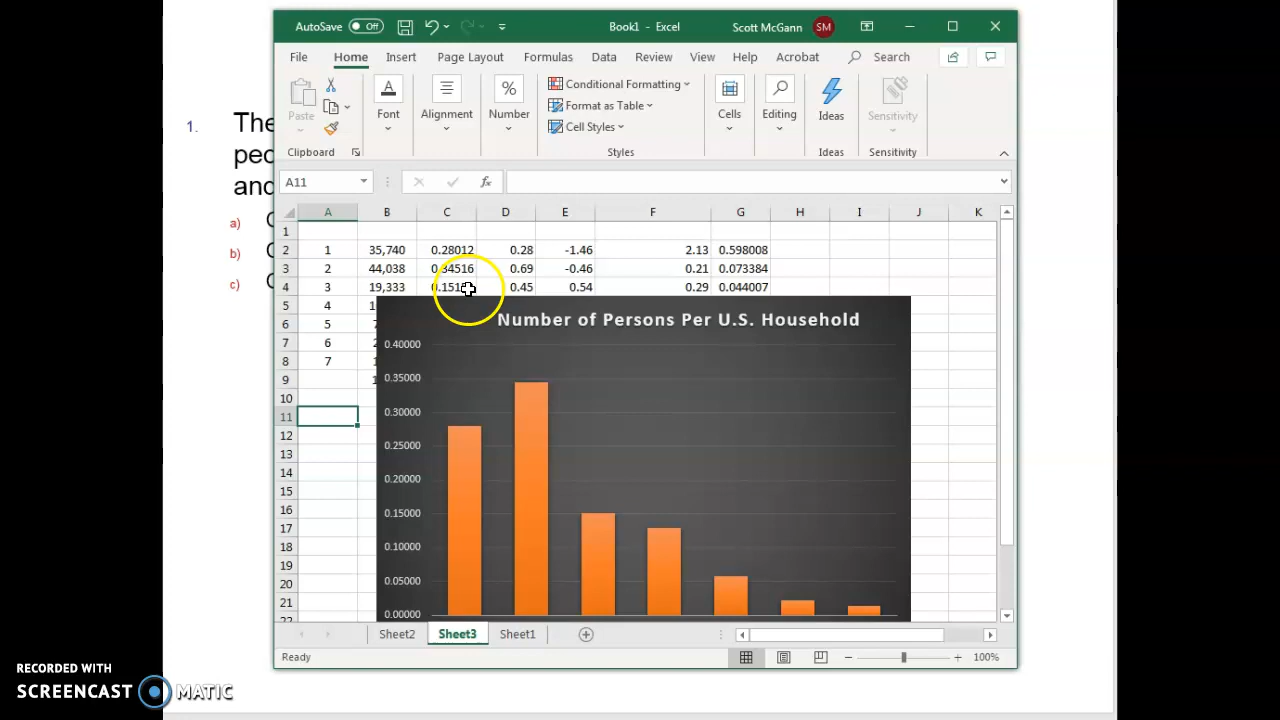 AutoSave Off Book1 - Excel Scott McGann SM
File Home Insert Page Layout Formulas Data Review View Help Acrobat Search
Paste Font Alignment Number Conditional Formatting Format as Table Cell Styles Cells Editing Ideas Sensitivity
Clipboard Styles Ideas Sensitivity
A11 fx
A B C D E F G H I J K
1
2 1 35,740 0.28012 0.28 -1.46 2.13 0.598008
3 2 44,038 0.34516 0.69 -0.46 0.21 0.073384
4 3 19,333 0.45 0.54 0.29 0.044007
5 4
6 5
7 6
8 7
9
10
11
12
13
14
15
16
17
18
19
20
21
Number of Persons Per U.S. Household
0.40000
0.35000
0.30000
0.25000
0.20000
0.15000
0.10000
0.05000
0.00000
Sheet2 Sheet3 Sheet1
Ready 100%
1. The
a)
b)
c)
RECORDED WITH
SCREENCAST MATIC